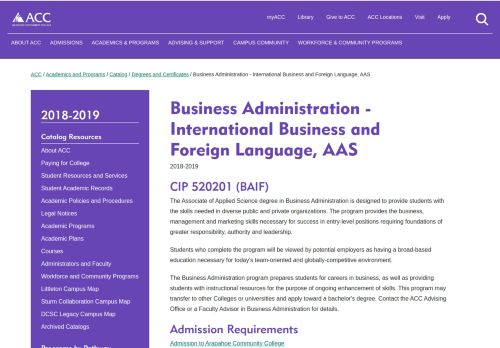 myACC Library Give to ACC ACC Locations Visit Apply
ACC
ABOUT ACC ADMISSIONS ACADEMICS & PROGRAMS ADVISING & SUPPORT CAMPUS COMMUNITY WORKFORCE & COMMUNITY PROGRAMS
ACC / Academics and Programs / Catalog / Degrees and Certificates / Business Administration - International Business and Foreign Language, AAS
2018-2019
Catalog Resources
About ACC
Paying for College
Student Resources and Services
Student Academic Records
Academic Policies and Procedures
Legal Notices
Academic Programs
Academic Plans
Courses
Administrators and Faculty
Workforce and Community Programs
Littleton Campus Map
Sturm Collaboration Campus Map
DCSC Legacy Campus Map
Archived Catalogs
Programs by Pathway
Business Administration -
International Business and
Foreign Language, AAS
2018-2019
CIP 520201 (BAIF)
The Associate of Applied Science degree in Business Administration is designed to provide students
with the skills needed in diverse public and private organizations. The program provides the business,
management and marketing skills necessary for success in entry-level positions requiring foundations of
greater responsibility, authority and leadership.
Students who complete the program will be viewed by potential employers as having a broad-based
education necessary for today's team-oriented and globally-competitive environment.
The Business Administration program prepares students for careers in business, as well as providing
students with instructional resources for the purpose of ongoing enhancement of skills. This program may
transfer to other Colleges or universities and apply toward a bachelor's degree. Contact the ACC Advising
Office or a Faculty Advisor in Business Administration for details.
Admission Requirements
Admission to Arapahoe Community College